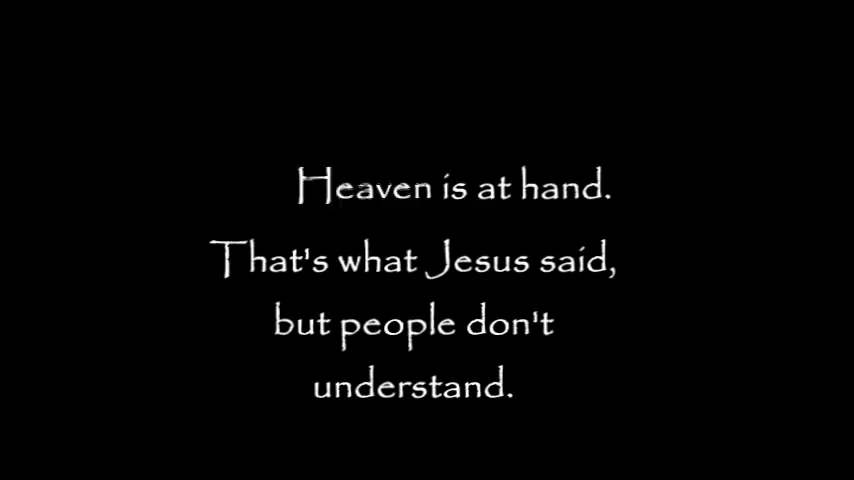 Heaven is at hand.
That's what Jesus said,
but people don't
understand.